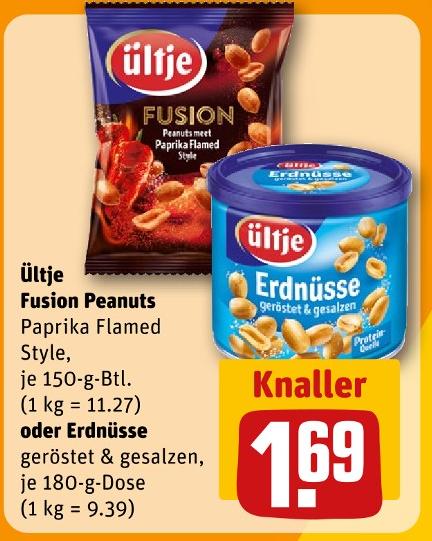 ültje
FUSION
Peanuts meet
Paprika Flamed
Style
ültje
Erdnüsse
geröstet & gesalzen
ültje
Erdnüsse
geröstet & gesalzen
Protein-
Quelle
Ültje
Fusion Peanuts
Paprika Flamed
Style,
je 150-g-Btl.
(1 kg = 11.27)
oder Erdnüsse
geröstet & gesalzen,
je 180-g-Dose
(1 kg = 9.39)
Knaller
1.69